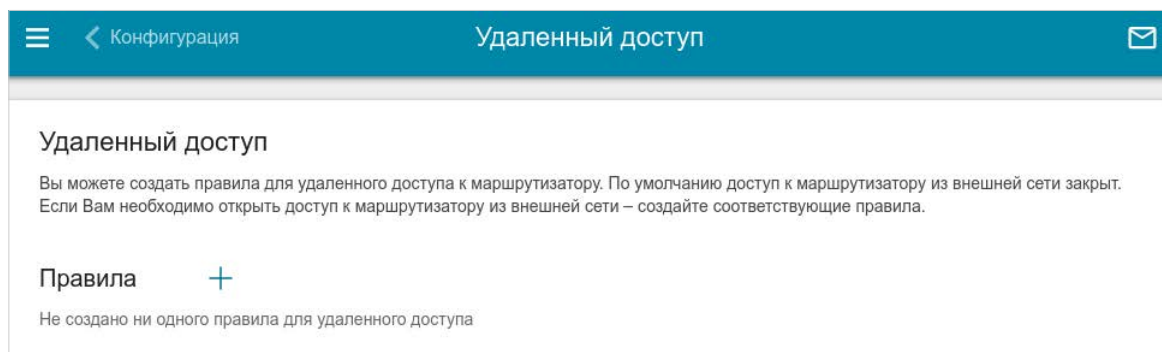 Конфигурация
Удаленный доступ
Удаленный доступ
Вы можете создать правила для удаленного доступа к маршрутизатору. По умолчанию доступ к маршрутизатору из внешней сети закрыт.
Если Вам необходимо открыть доступ к маршрутизатору из внешней сети – создайте соответствующие правила.
Правила
Не создано ни одного правила для удаленного доступа